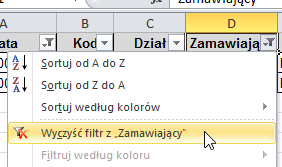 Zamawiający
ata Kod Dział Zamawiają
Sortuj od A do Z
Sortuj od Z do A
Sortuj według kolorów
Wyczyść filtr z „Zamawiający”
Filtruj według koloru